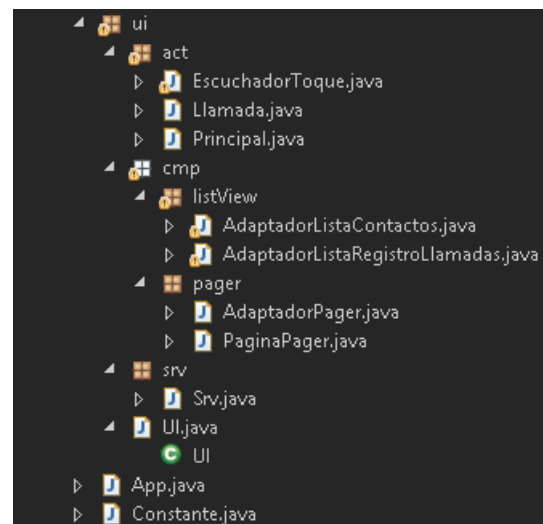 ui
act
EscuchadorToque.java
Llamada.java
Principal.java
cmp
listView
AdaptadorListaContactos.java
AdaptadorListaRegistroLlamadas.java
pager
AdaptadorPager.java
PaginaPager.java
srv
Srv.java
UI.java
UI
App.java
Constante.java